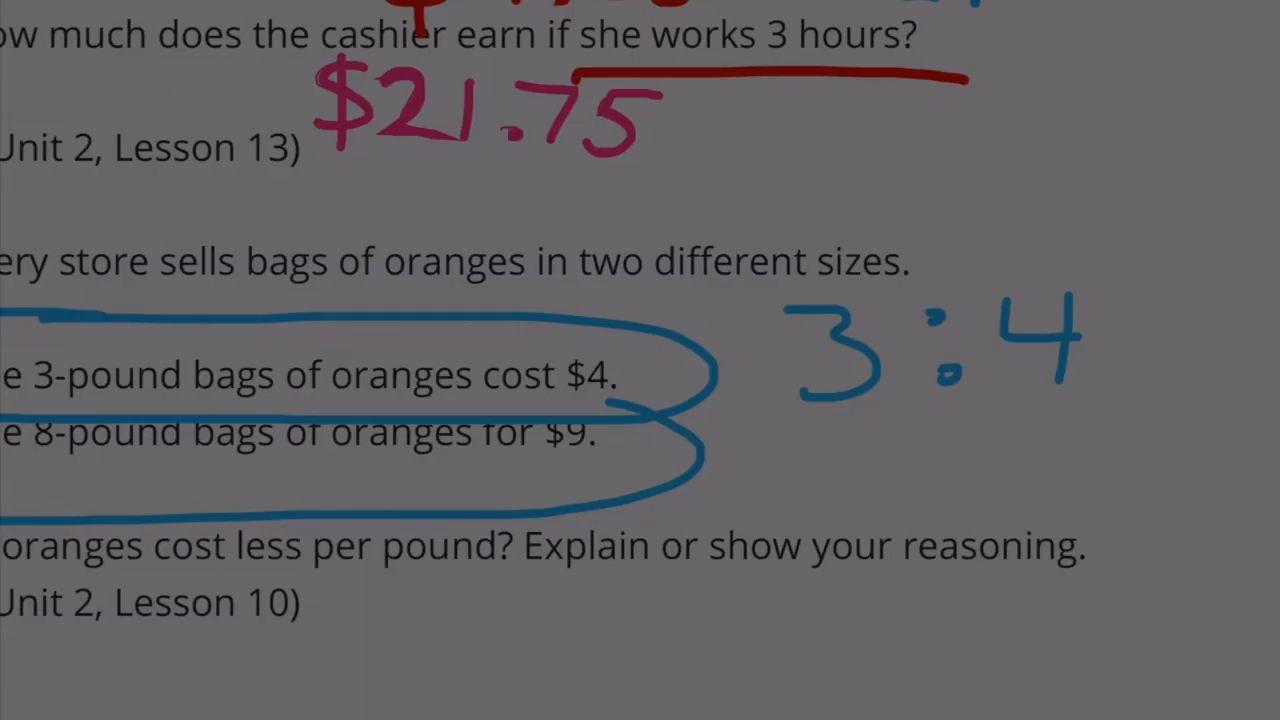 ow much does the cashier earn if she works 3 hours?
$21.75
Unit 2, Lesson 13)
ery store sells bags of oranges in two different sizes.
3:4
e 3-pound bags of oranges cost $4.
e 8-pound bags of oranges for $9.
oranges cost less per pound? Explain or show your reasoning.
Unit 2, Lesson 10)